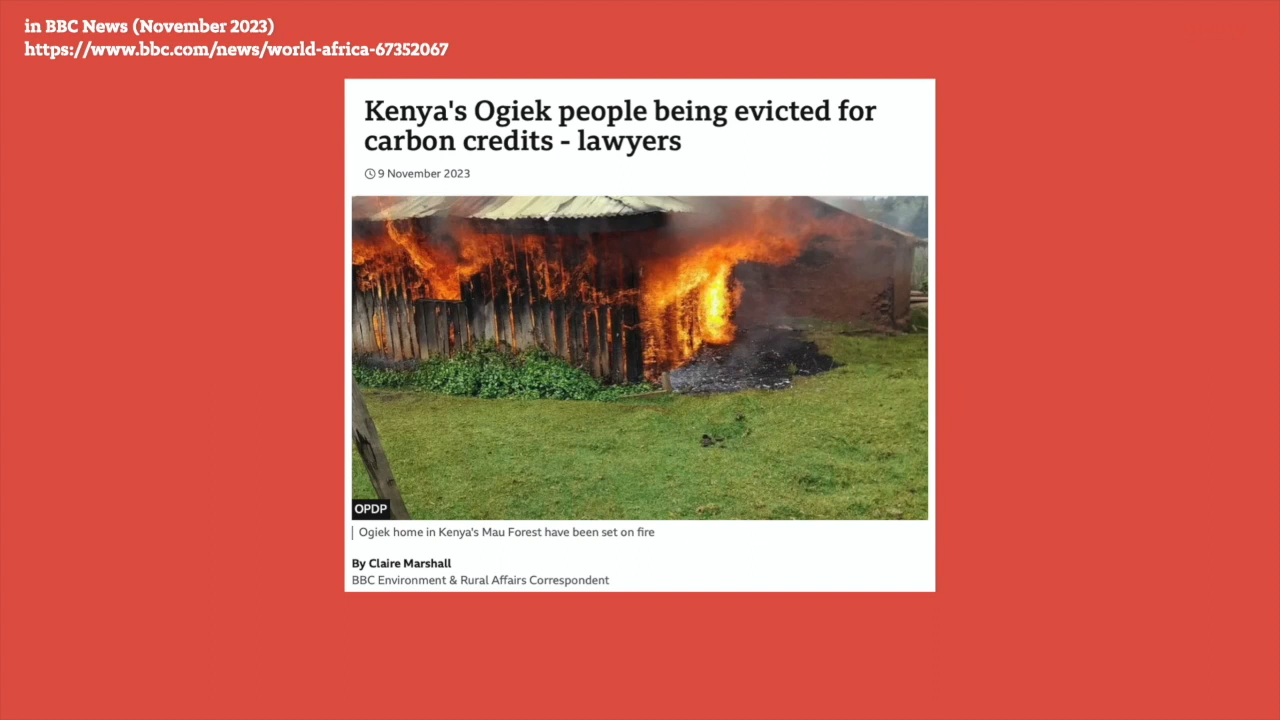 in BBC News (November 2023)
https://www.bbc.com/news/world-africa-67352067
Kenya's Ogiek people being evicted for
carbon credits - lawyers
9 November 2023
OPDP
Ogiek home in Kenya's Mau Forest have been set on fire
By Claire Marshall
BBC Environment & Rural Affairs Correspondent